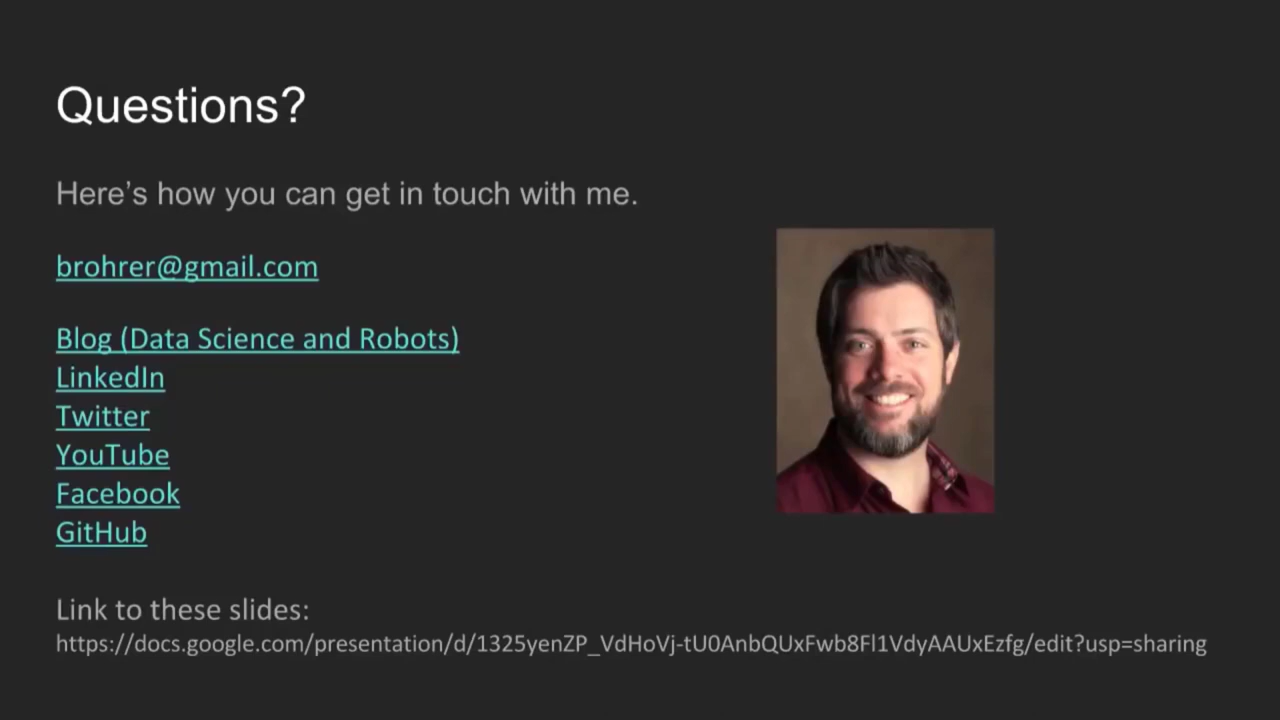 Questions?
Here’s how you can get in touch with me.
brohrer@gmail.com
Blog (Data Science and Robots)
LinkedIn
Twitter
YouTube
Facebook
GitHub
Link to these slides:
https://docs.google.com/presentation/d/1325yenZP_VdHoVj-tU0AnbQUxFwb8Fl1VdyAAUxEzfg/edit?usp=sharing